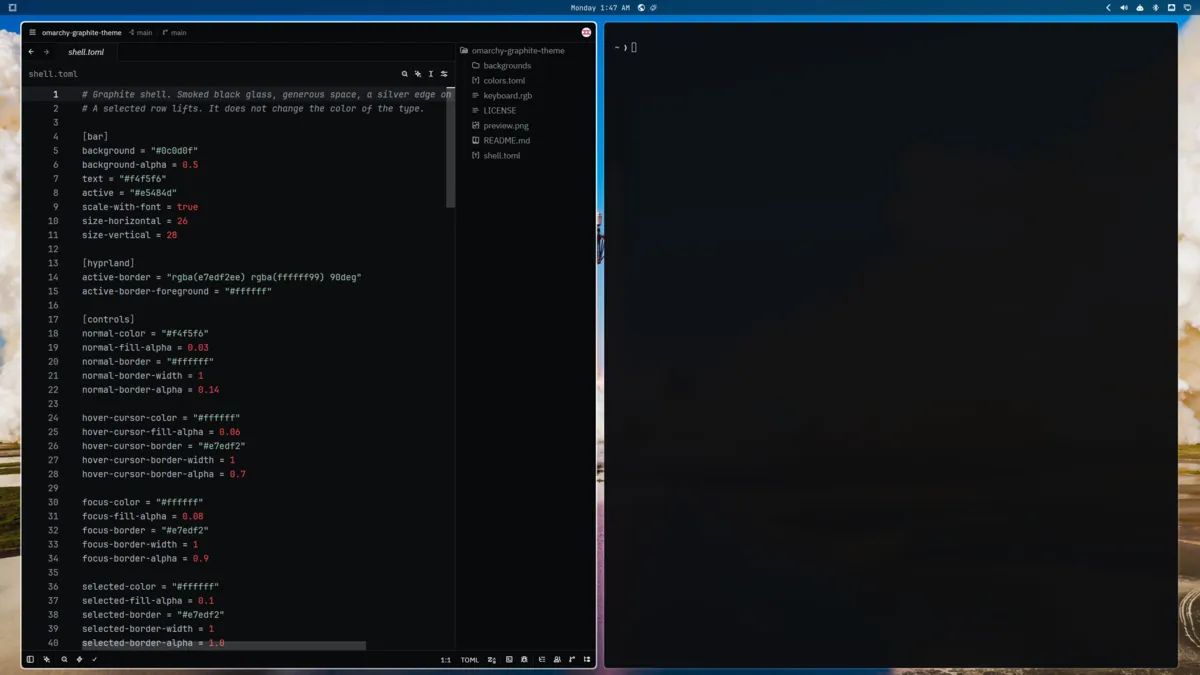 Monday 1:47 AM
omarchy-graphite-theme main main
shell.toml
shell.toml
1 # Graphite shell. Smoked black glass, generous space, a silver edge on
2 # A selected row lifts. It does not change the color of the type.
3
4 [bar]
5 background = "#0c0d0f"
6 background-alpha = 0.5
7 text = "#f4f5f6"
8 active = "#e5484d"
9 scale-with-font = true
10 size-horizontal = 26
11 size-vertical = 28
12
13 [hyprland]
14 active-border = "rgba(e7edf2ee) rgba(ffffff99) 90deg"
15 active-border-foreground = "#ffffff"
16
17 [controls]
18 normal-color = "#f4f5f6"
19 normal-fill-alpha = 0.03
20 normal-border = "#ffffff"
21 normal-border-width = 1
22 normal-border-alpha = 0.14
23
24 hover-cursor-color = "#ffffff"
25 hover-cursor-fill-alpha = 0.06
26 hover-cursor-border = "#e7edf2"
27 hover-cursor-border-width = 1
28 hover-cursor-border-alpha = 0.7
29
30 focus-color = "#ffffff"
31 focus-fill-alpha = 0.08
32 focus-border = "#e7edf2"
33 focus-border-width = 1
34 focus-border-alpha = 0.9
35
36 selected-color = "#ffffff"
37 selected-fill-alpha = 0.1
38 selected-border = "#e7edf2"
39 selected-border-width = 1
40 selected-border-alpha = 1.0
1:1 TOML
omarchy-graphite-theme
backgrounds
colors.toml
keyboard.rgb
LICENSE
preview.png
README.md
shell.toml
~ ❯